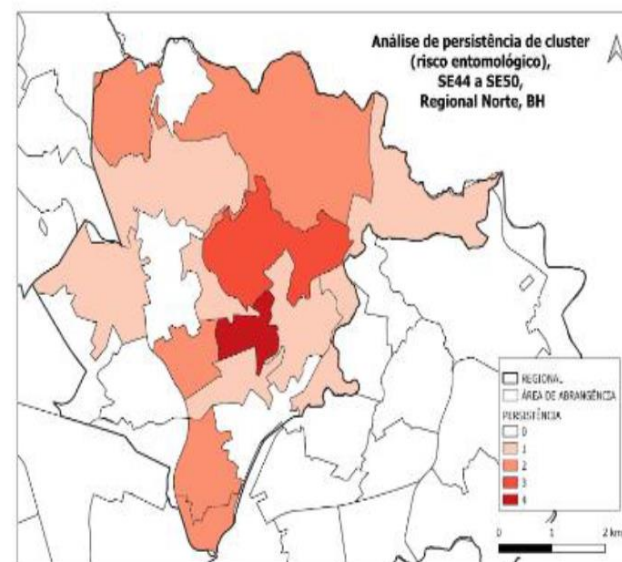 Análise de persistência de cluster
(risco entomológico),
SE44 a SE50,
Regional Norte, BH
REGIONAL
ÁREA DE ABRANGÊNCIA
PERSISTÊNCIA
0
1
2
3
4
0 1 2 km